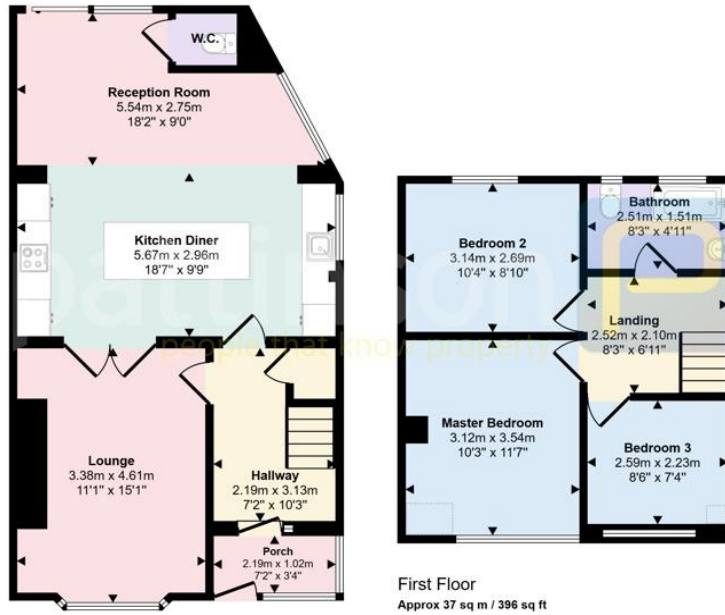 W.C.
Reception Room
5.54m x 2.75m
18'2" x 9'0"
Kitchen Diner
5.67m x 2.96m
18'7" x 9'9"
Lounge
3.38m x 4.61m
11'1" x 15'1"
Hallway
2.19m x 3.13m
7'2" x 10'3"
Porch
2.19m x 1.02m
7'2" x 3'4"
Bedroom 2
3.14m x 2.69m
10'4" x 8'10"
Bathroom
2.51m x 1.51m
8'3" x 4'11"
Landing
2.52m x 2.10m
8'3" x 6'11"
Master Bedroom
3.12m x 3.54m
10'3" x 11'7"
Bedroom 3
2.59m x 2.23m
8'6" x 7'4"
First Floor
Approx 37 sq m / 396 sq ft
pattinson
people that know property